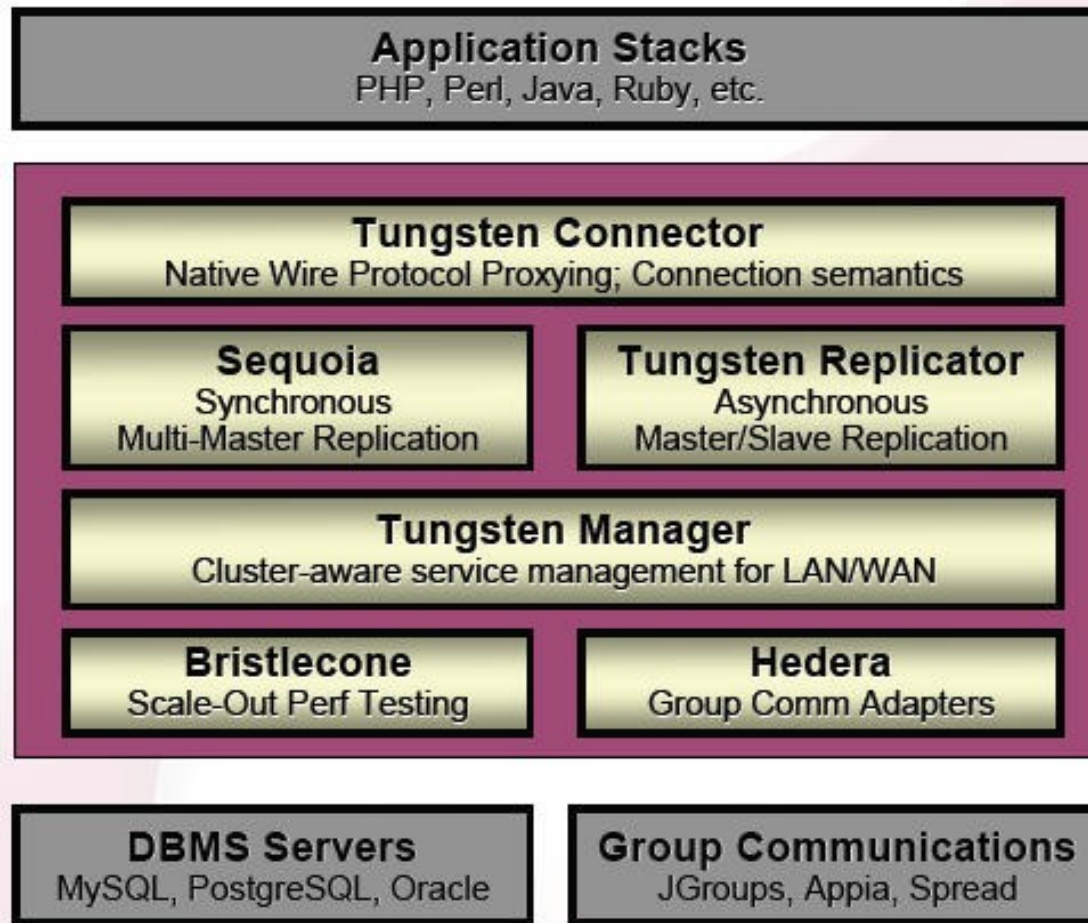 Application Stacks
PHP, Perl, Java, Ruby, etc.
Tungsten Connector
Native Wire Protocol Proxying; Connection semantics
Sequoia
Synchronous
Multi-Master Replication
Tungsten Replicator
Asynchronous
Master/Slave Replication
Tungsten Manager
Cluster-aware service management for LAN/WAN
Bristlecone
Scale-Out Perf Testing
Hedera
Group Comm Adapters
DBMS Servers
MySQL, PostgreSQL, Oracle
Group Communications
JGroups, Appia, Spread